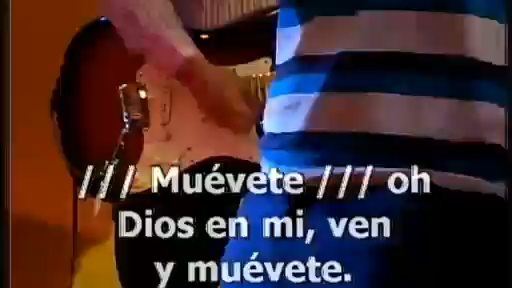 /// Muévete /// oh
Dios en mi, ven
y muévete.